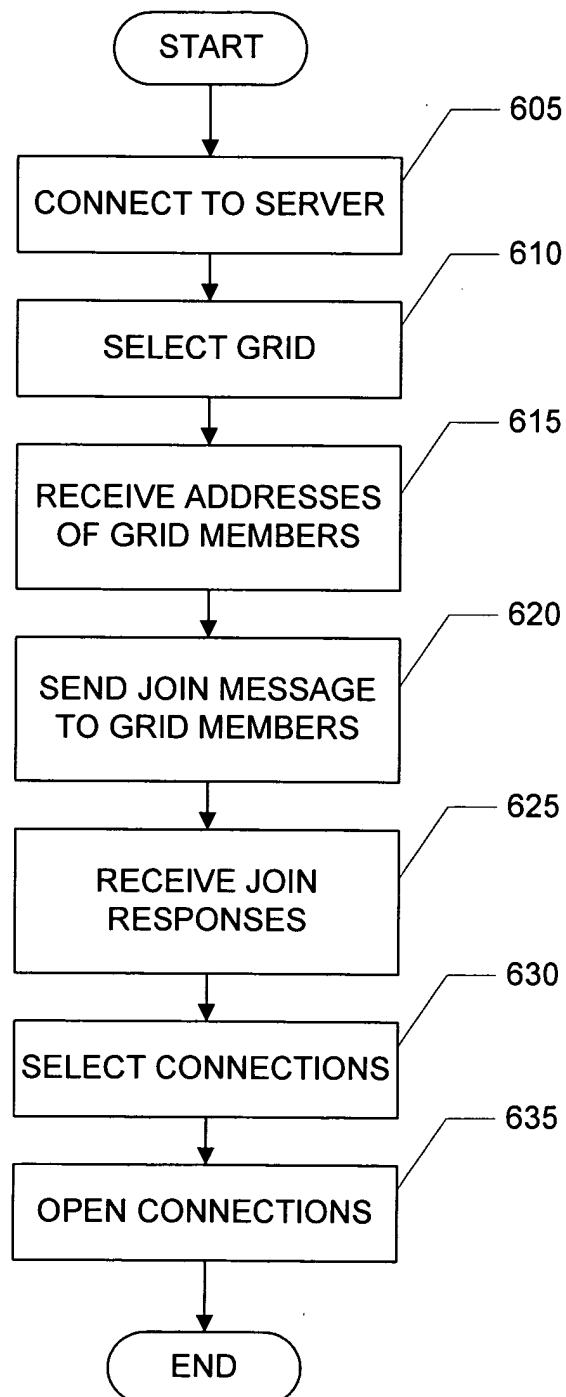 START
605
CONNECT TO SERVER
610
SELECT GRID
615
RECEIVE ADDRESSES
OF GRID MEMBERS
620
SEND JOIN MESSAGE
TO GRID MEMBERS
625
RECEIVE JOIN
RESPONSES
630
SELECT CONNECTIONS
635
OPEN CONNECTIONS
END